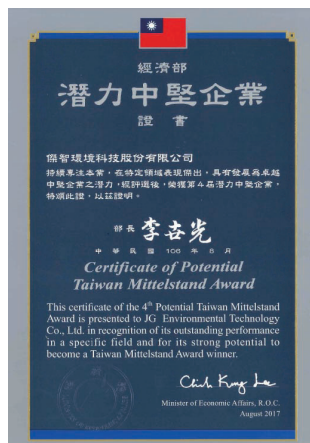 經濟部
潛力中堅企業
證書
傑智環境科技股份有限公司
持續專注本業，在特定領域表現傑出，具有發展為卓越
中堅企業之潛力，經評選後，榮獲第4屆潛力中堅企業，
特頒此證，以茲證明。
部長 李世光
中華民國 106 年 8 月
Certificate of Potential
Taiwan Mittelstand Award
This certificate of the 4th Potential Taiwan Mittelstand
Award is presented to JG Environmental Technology
Co., Ltd. in recognition of its outstanding performance
in a specific field and for its strong potential to
become a Taiwan Mittelstand Award winner.
Chih Kung Lee
Minister of Economic Affairs, R.O.C.
August 2017